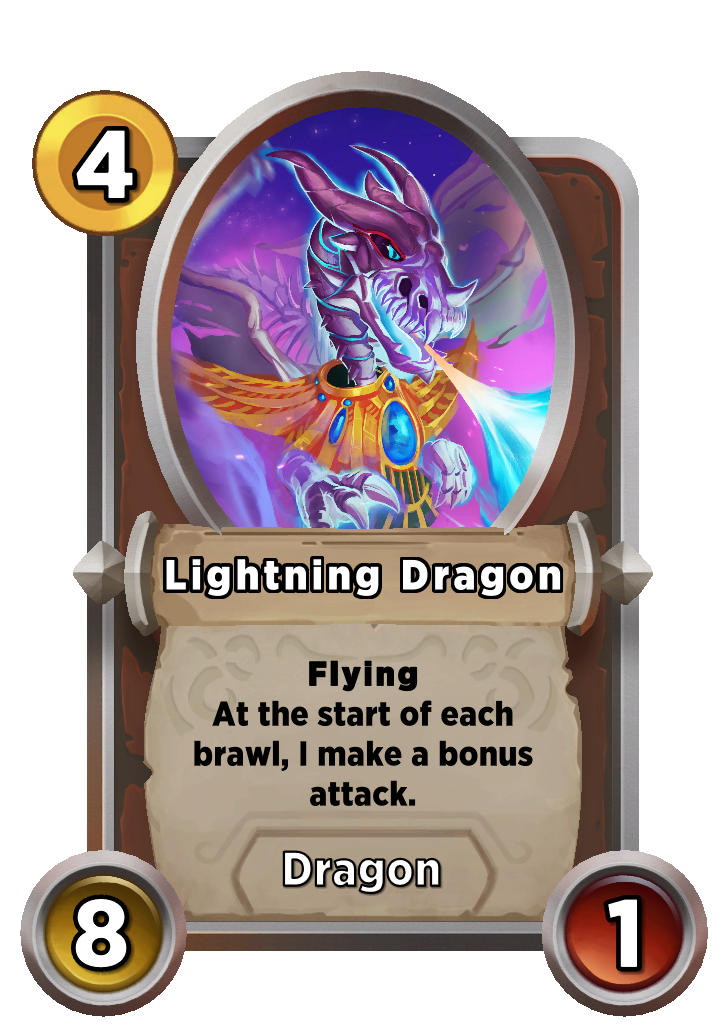 4
Lightning Dragon
Flying
At the start of each
brawl, I make a bonus
attack.
Dragon
8
1